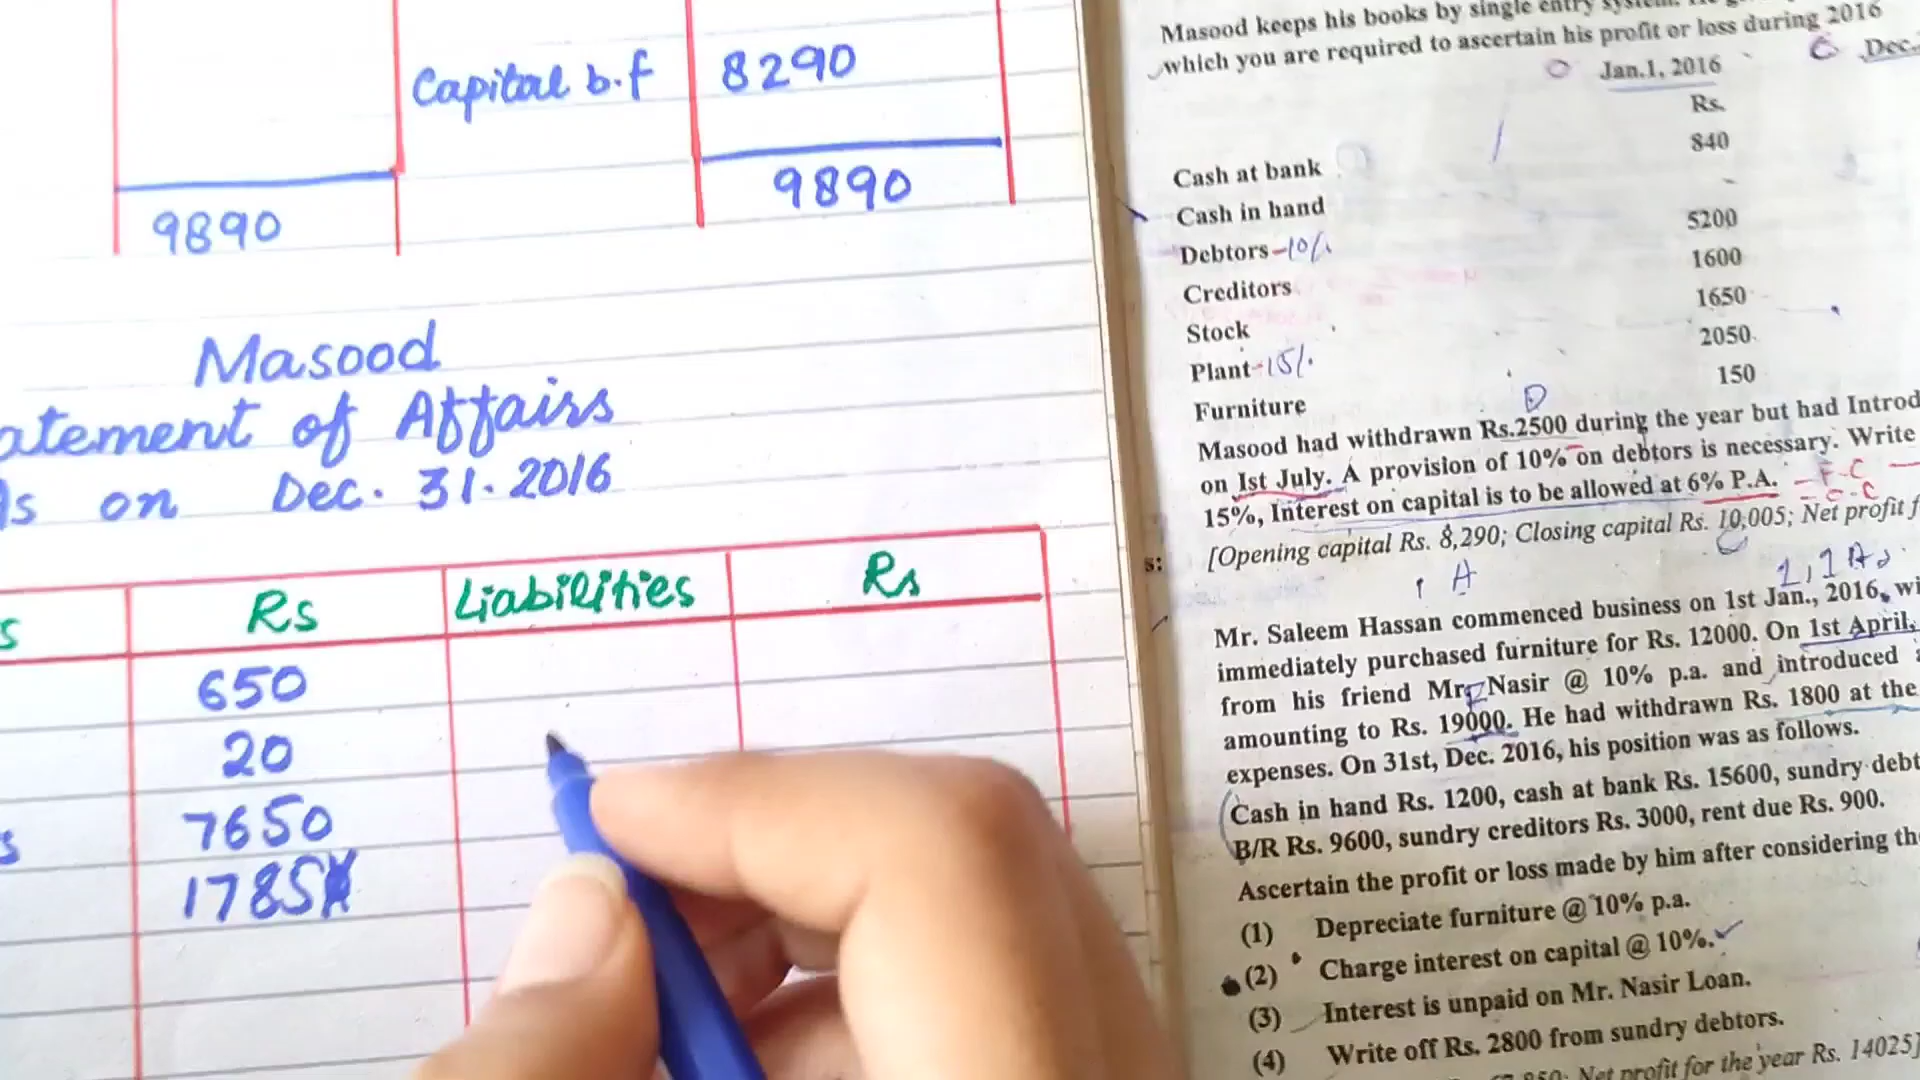 Capital b.f 8290
9890 9890
Masood
atement of Affairs
As on Dec. 31. 2016
s Rs Liabilities Rs
650
20
s 7650
1785
Masood keeps his books by single entry system. He
which you are required to ascertain his profit or loss during 2016
Jan.1, 2016 Dec.
Rs.
Cash at bank 840
Cash in hand -
Debtors -10% 5200
Creditors 1600
Stock 1650
Plant -15% 2050
Furniture 150
D
Masood had withdrawn Rs.2500 during the year but had Introd
on Ist July. A provision of 10% on debtors is necessary. Write
15%, Interest on capital is to be allowed at 6% P.A. - F.C
= O-C
s: [Opening capital Rs. 8,290; Closing capital Rs. 10,005; Net profit f
A
Mr. Saleem Hassan commenced business on 1st Jan., 2016, wi
immediately purchased furniture for Rs. 12000. On 1st April,
from his friend Mr. Nasir @ 10% p.a. and introduced a
amounting to Rs. 19000. He had withdrawn Rs. 1800 at the
expenses. On 31st, Dec. 2016, his position was as follows.
Cash in hand Rs. 1200, cash at bank Rs. 15600, sundry debt
B/R Rs. 9600, sundry creditors Rs. 3000, rent due Rs. 900.
Ascertain the profit or loss made by him after considering th
(1) Depreciate furniture @ 10% p.a.
(2) Charge interest on capital @ 10%.
(3) Interest is unpaid on Mr. Nasir Loan.
(4) Write off Rs. 2800 from sundry debtors.
850; Net profit for the year Rs. 14025]